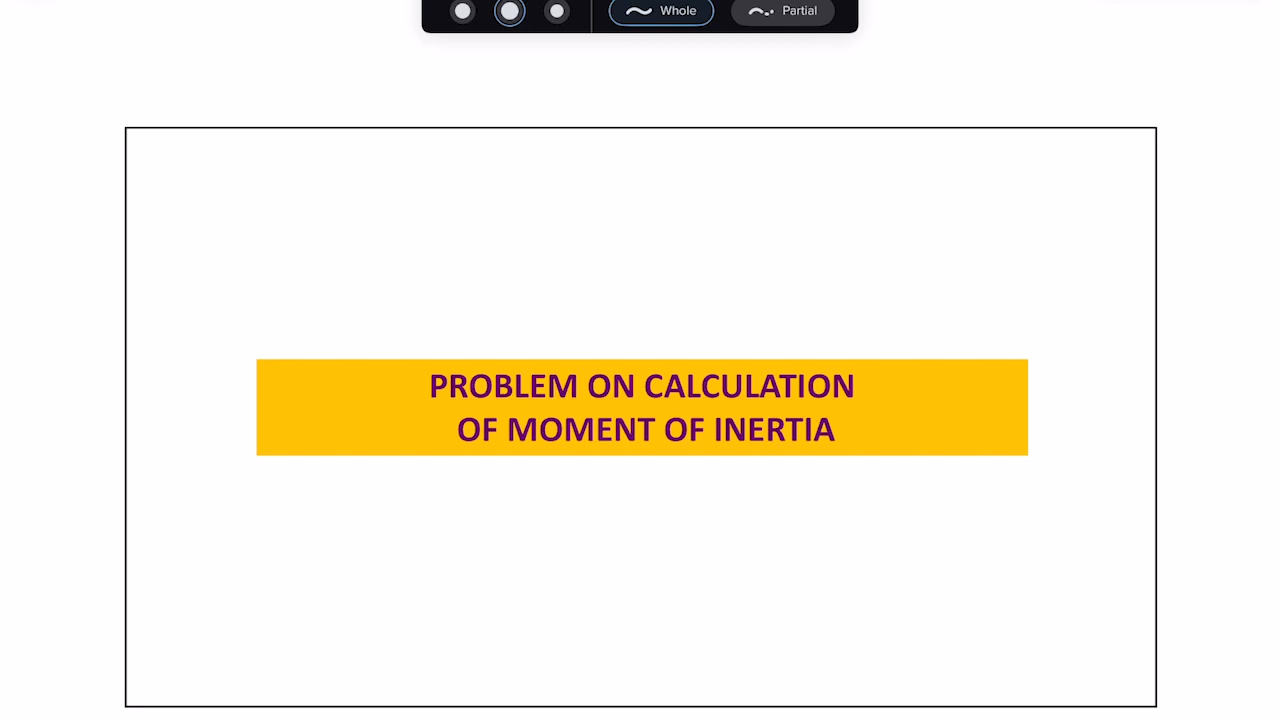 Whole Partial
PROBLEM ON CALCULATION
OF MOMENT OF INERTIA